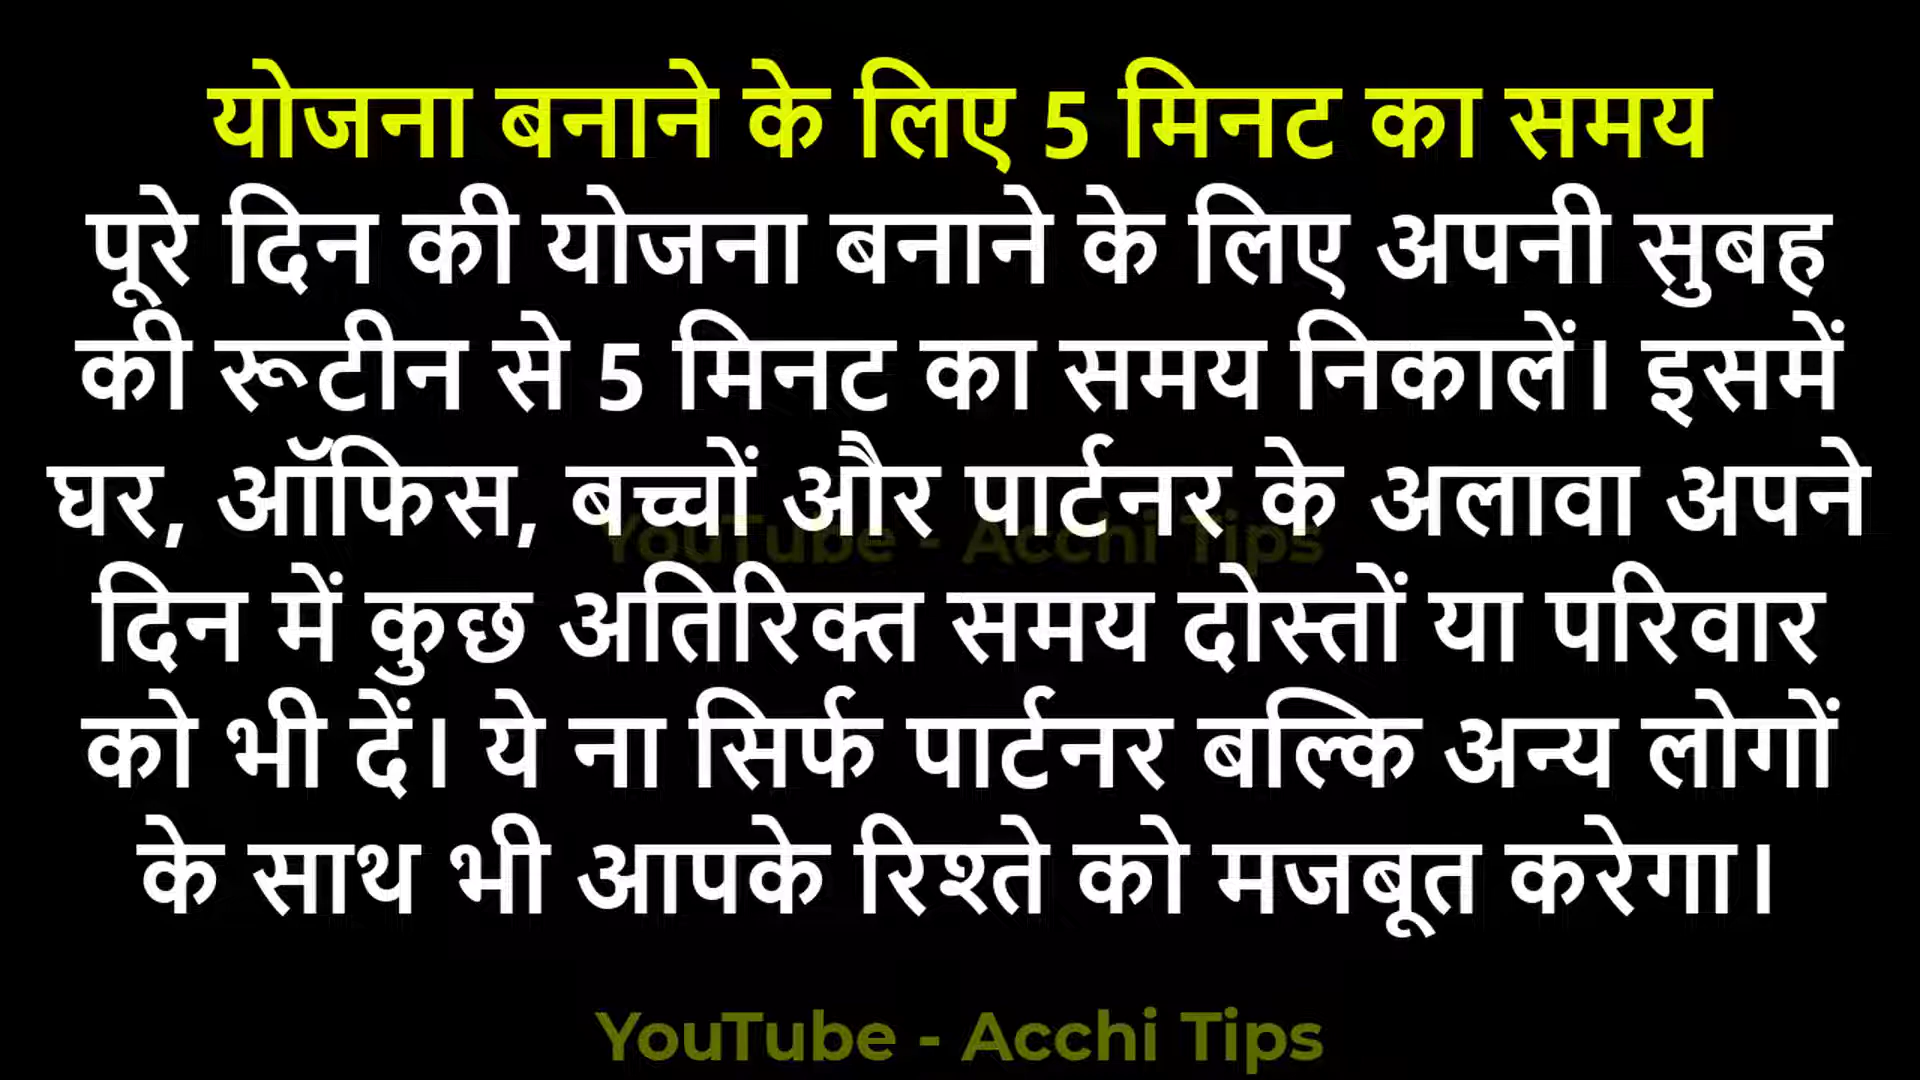 योजना बनाने के लिए 5 मिनट का समय
पूरे दिन की योजना बनाने के लिए अपनी सुबह
की रूटीन से 5 मिनट का समय निकालें। इसमें
घर, ऑफिस, बच्चों और पार्टनर के अलावा अपने
YouTube - Acchi Tips
दिन में कुछ अतिरिक्त समय दोस्तों या परिवार
को भी दें। ये ना सिर्फ पार्टनर बल्कि अन्य लोगों
के साथ भी आपके रिश्ते को मजबूत करेगा।
YouTube - Acchi Tips